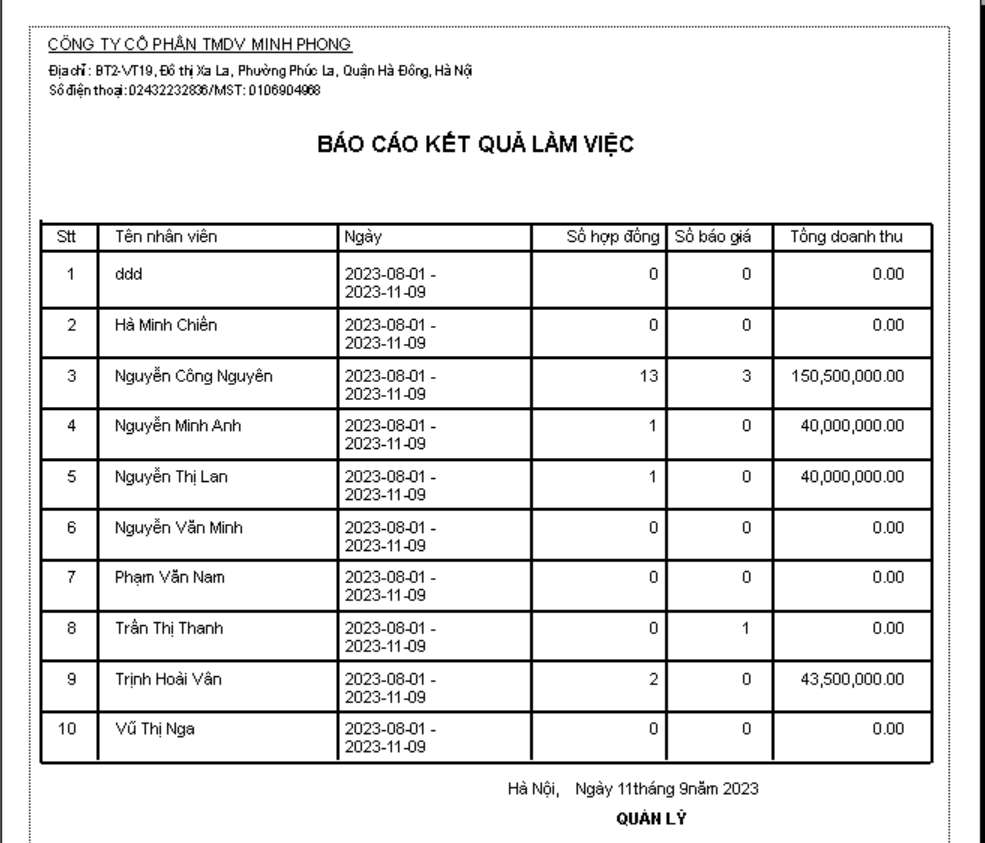 CÔNG TY CỔ PHẦN TMDV MINH PHONG
Địa chỉ : BT2-VT19, Đô thị Xa La, Phường Phúc La, Quận Hà Đông, Hà Nội
Số điện thoại:02432232836/MST: 0106904968
BÁO CÁO KẾT QUẢ LÀM VIỆC
Stt Tên nhân viên Ngày Số hợp đồng Số báo giá Tổng doanh thu
1 ddd 2023-08-01 - 0 0 0.00
2023-11-09
2 Hà Minh Chiến 2023-08-01 - 0 0 0.00
2023-11-09
3 Nguyễn Công Nguyên 2023-08-01 - 13 3 150,500,000.00
2023-11-09
4 Nguyễn Minh Anh 2023-08-01 - 1 0 40,000,000.00
2023-11-09
5 Nguyễn Thị Lan 2023-08-01 - 1 0 40,000,000.00
2023-11-09
6 Nguyễn Văn Minh 2023-08-01 - 0 0 0.00
2023-11-09
7 Phạm Văn Nam 2023-08-01 - 0 0 0.00
2023-11-09
8 Trần Thị Thanh 2023-08-01 - 0 1 0.00
2023-11-09
9 Trịnh Hoài Vân 2023-08-01 - 2 0 43,500,000.00
2023-11-09
10 Vũ Thị Nga 2023-08-01 - 0 0 0.00
2023-11-09
Hà Nội, Ngày 11tháng 9năm 2023
QUẢN LÝ